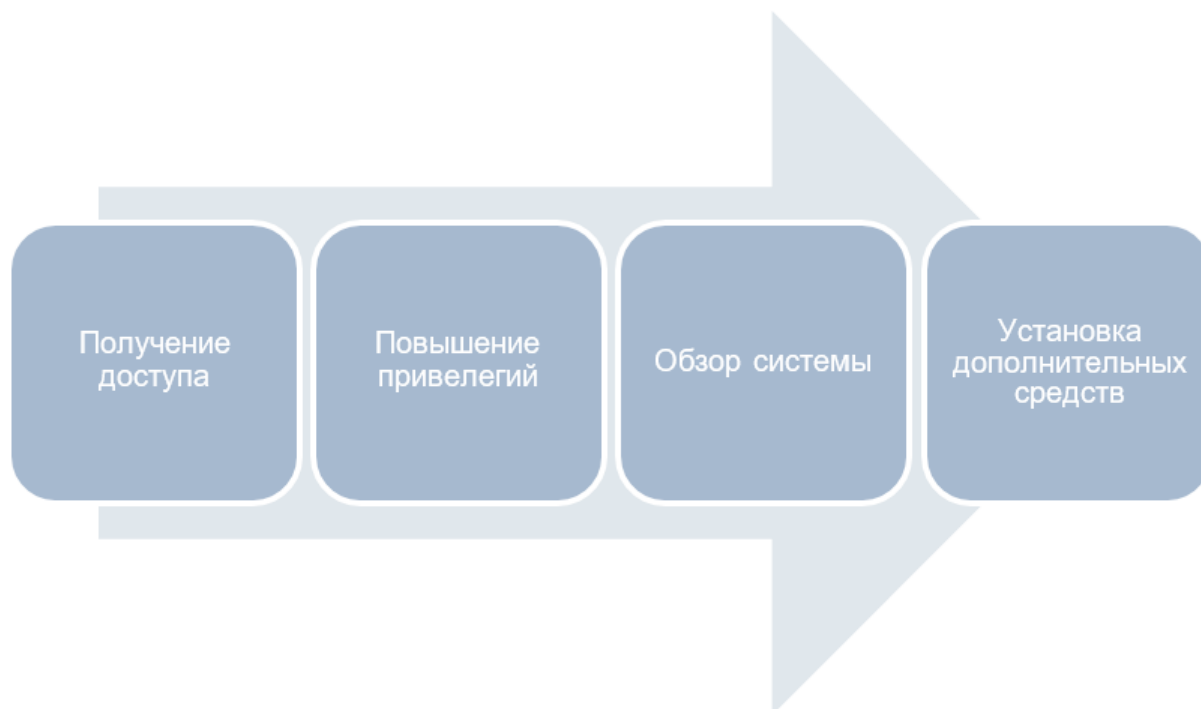 Получение
доступа
Повышение
привелегий
Обзор системы
Установка
дополнительных
средств